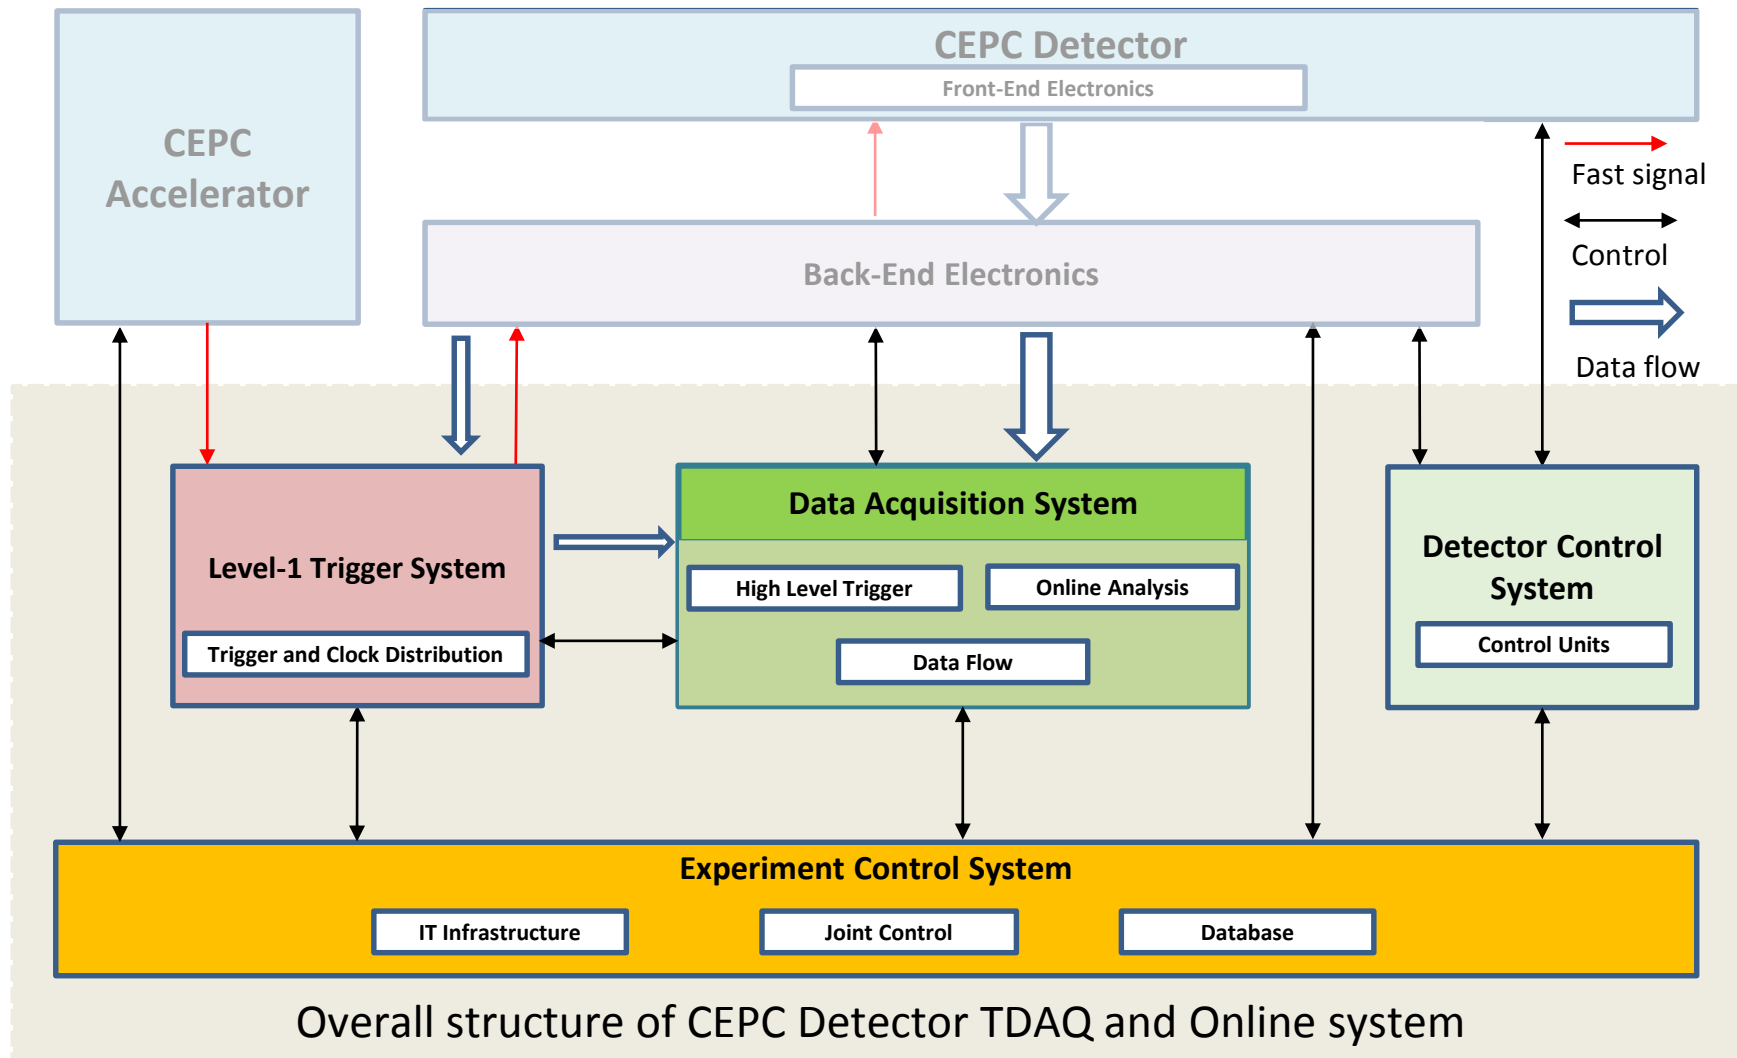 CEPC Detector
Front-End Electronics
CEPC
Accelerator
Fast signal
Control
Data flow
Back-End Electronics
Level-1 Trigger System
Trigger and Clock Distribution
Data Acquisition System
High Level Trigger
Online Analysis
Data Flow
Detector Control
System
Control Units
Experiment Control System
IT Infrastructure
Joint Control
Database
Overall structure of CEPC Detector TDAQ and Online system